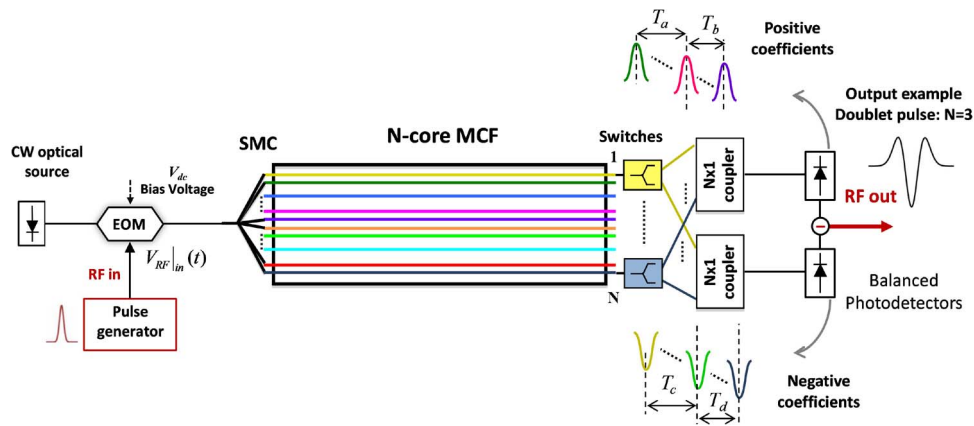 T_a
T_b
Positive
coefficients
Output example
Doublet pulse: N=3
CW optical
source
V_dc
Bias Voltage
EOM
RF in
V_RF|_in (t)
Pulse
generator
SMC
N-core MCF
Switches
1
N
Nx1
coupler
Nx1
coupler
RF out
Balanced
Photodetectors
T_c
T_d
Negative
coefficients